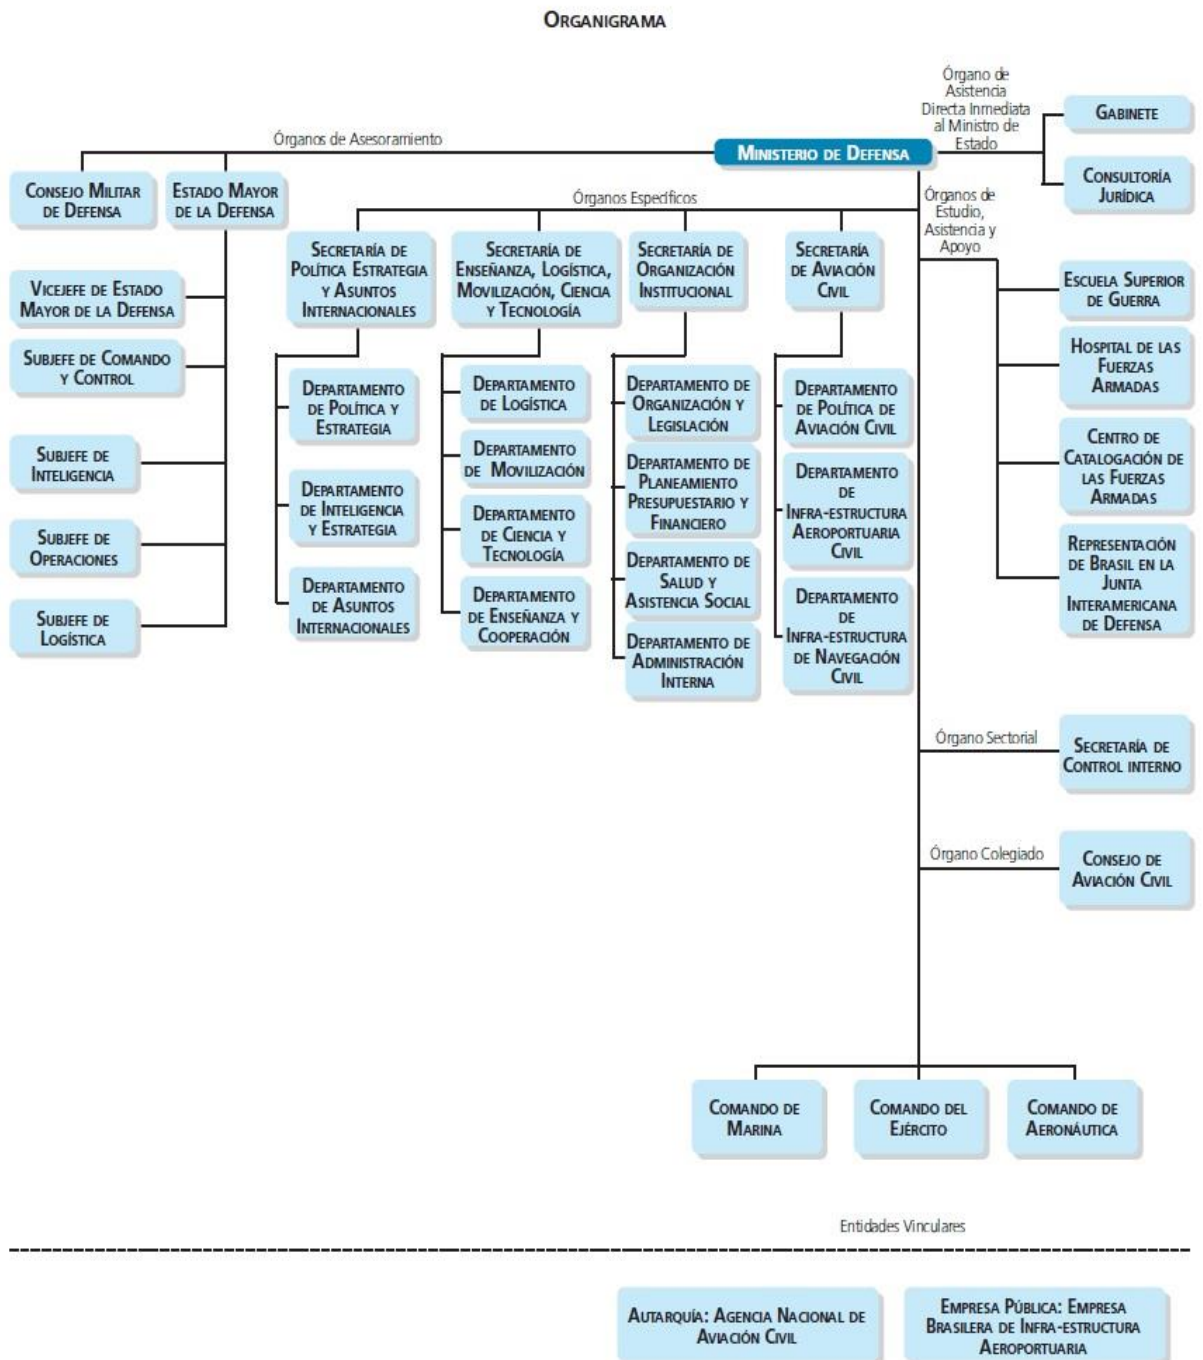 ORGANIGRAMA
Órgano de
Asistencia
Directa Inmediata
al Ministro de
Estado
GABINETE
CONSULTORÍA
JURÍDICA
Órganos de Asesoramiento
MINISTERIO DE DEFENSA
CONSEJO MILITAR
DE DEFENSA
ESTADO MAYOR
DE LA DEFENSA
Órganos Específicos
Órganos de
Estudio,
Asistencia y
Apoyo
VICEJEFE DE ESTADO
MAYOR DE LA DEFENSA
SUBJEFE DE COMANDO
Y CONTROL
SUBJEFE DE
INTELIGENCIA
SUBJEFE DE
OPERACIONES
SUBJEFE DE
LOGÍSTICA
SECRETARÍA DE
POLÍTICA ESTRATEGIA
Y ASUNTOS
INTERNACIONALES
DEPARTAMENTO
DE POLÍTICA Y
ESTRATEGIA
DEPARTAMENTO
DE INTELIGENCIA
Y ESTRATEGIA
DEPARTAMENTO
DE ASUNTOS
INTERNACIONALES
SECRETARÍA DE
ENSEÑANZA, LOGÍSTICA,
MOVILIZACIÓN, CIENCIA
Y TECNOLOGÍA
DEPARTAMENTO
DE LOGÍSTICA
DEPARTAMENTO
DE MOVILIZACIÓN
DEPARTAMENTO
DE CIENCIA Y
TECNOLOGÍA
DEPARTAMENTO
DE ENSEÑANZA Y
COOPERACIÓN
SECRETARÍA DE
ORGANIZACIÓN
INSTITUCIONAL
DEPARTAMENTO DE
ORGANIZACIÓN Y
LEGISLACIÓN
DEPARTAMENTO DE
PLANEAMIENTO
PRESUPUESTARIO Y
FINANCIERO
DEPARTAMENTO DE
SALUD Y
ASISTENCIA SOCIAL
DEPARTAMENTO DE
ADMINISTRACIÓN
INTERNA
SECRETARÍA
DE AVIACIÓN
CIVIL
DEPARTAMENTO
DE POLÍTICA DE
AVIACIÓN CIVIL
DEPARTAMENTO
DE
INFRA-ESTRUCTURA
AEROPORTUARIA
CIVIL
DEPARTAMENTO
DE
INFRA-ESTRUCTURA
DE NAVEGACIÓN
CIVIL
ESCUELA SUPERIOR
DE GUERRA
HOSPITAL DE LAS
FUERZAS
ARMADAS
CENTRO DE
CATALOGACIÓN DE
LAS FUERZAS
ARMADAS
REPRESENTACIÓN
DE BRASIL EN LA
JUNTA
INTERAMERICANA
DE DEFENSA
Órgano Sectorial
SECRETARÍA DE
CONTROL INTERNO
Órgano Colegiado
CONSEJO DE
AVIACIÓN CIVIL
COMANDO DE
MARINA
COMANDO DEL
EJÉRCITO
COMANDO DE
AERONÁUTICA
Entidades Vinculares
AUTARQUÍA: AGENCIA NACIONAL DE
AVIACIÓN CIVIL
EMPRESA PÚBLICA: EMPRESA
BRASILERA DE INFRA-ESTRUCTURA
AEROPORTUARIA